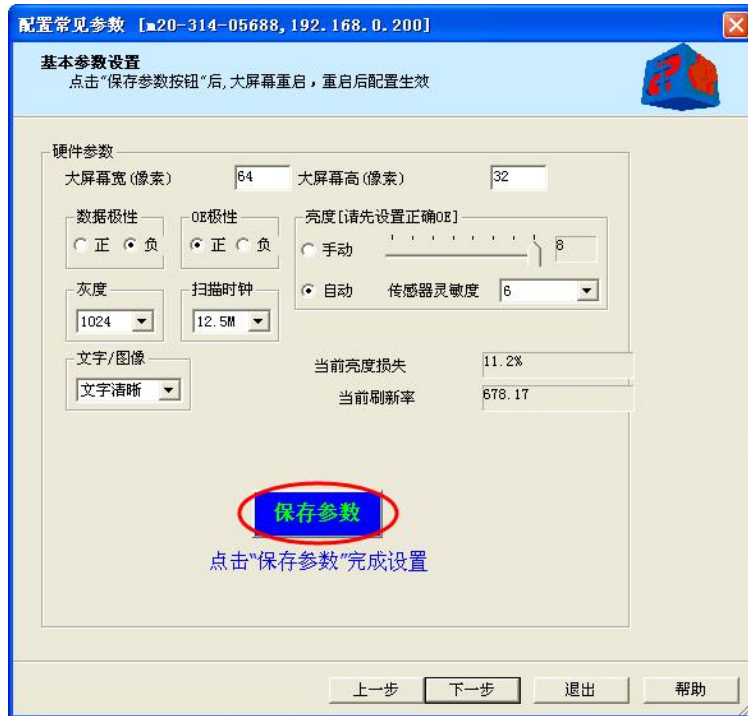 配置常见参数 [m20-314-05688,192.168.0.200]
基本参数设置
点击“保存参数按钮”后,大屏幕重启，重启后配置生效
硬件参数
大屏幕宽(像素) 64 大屏幕高(像素) 32
数据极性 OE极性 亮度[请先设置正确OE]
正 负 正 负 手动 8
灰度 扫描时钟 自动 传感器灵敏度 6
1024 12.5M
文字/图像 当前亮度损失 11.2%
文字清晰 当前刷新率 678.17
保存参数
点击“保存参数”完成设置
上一步 下一步 退出 帮助